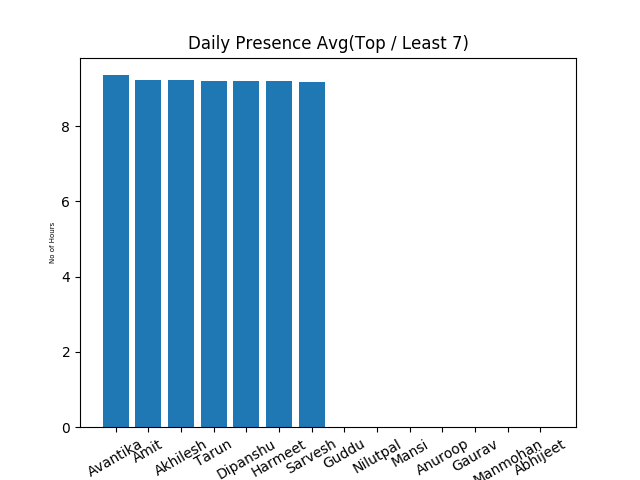 Daily Presence Avg(Top / Least 7)
No of Hours
8
6
4
2
0
Avantika
Amit
Akhilesh
Tarun
Dipanshu
Harmeet
Sarvesh
Guddu
Nilutpal
Mansi
Anuroop
Gaurav
Manmohan
Abhijeet